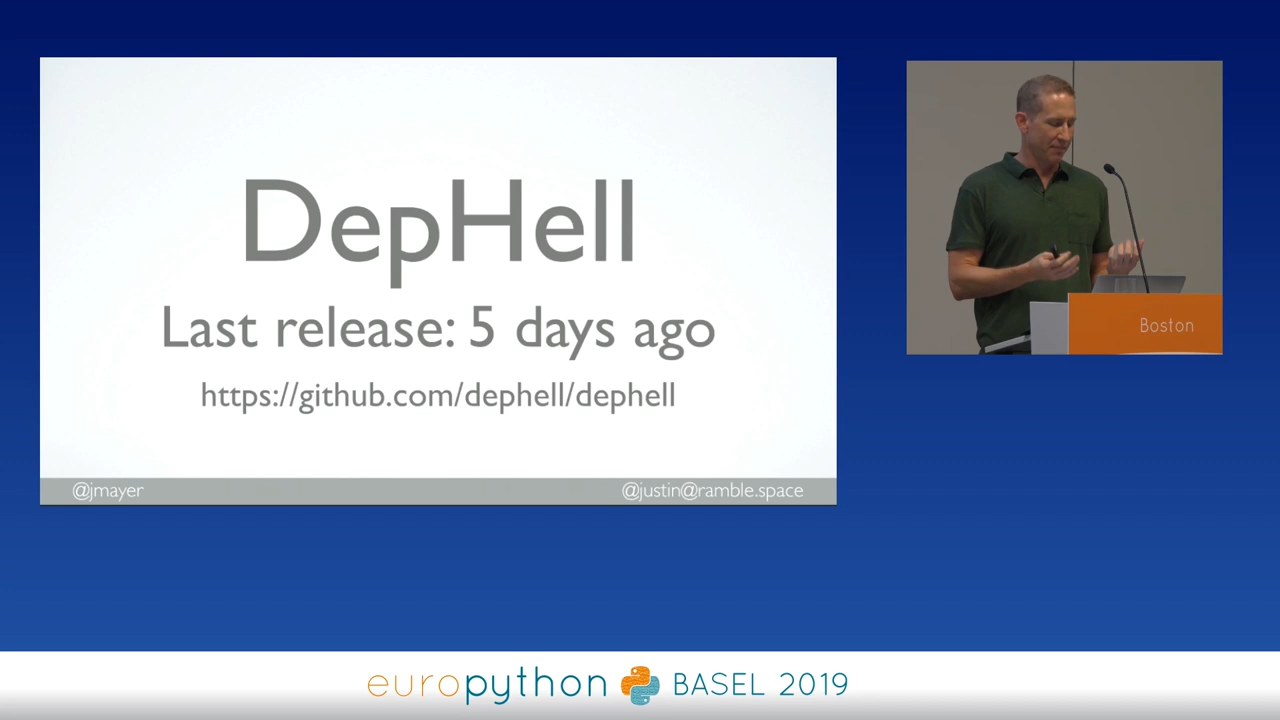 DepHell
Last release: 5 days ago
https://github.com/dephell/dephell
@jmayer
@justin@ramble.space
Boston
europython BASEL 2019